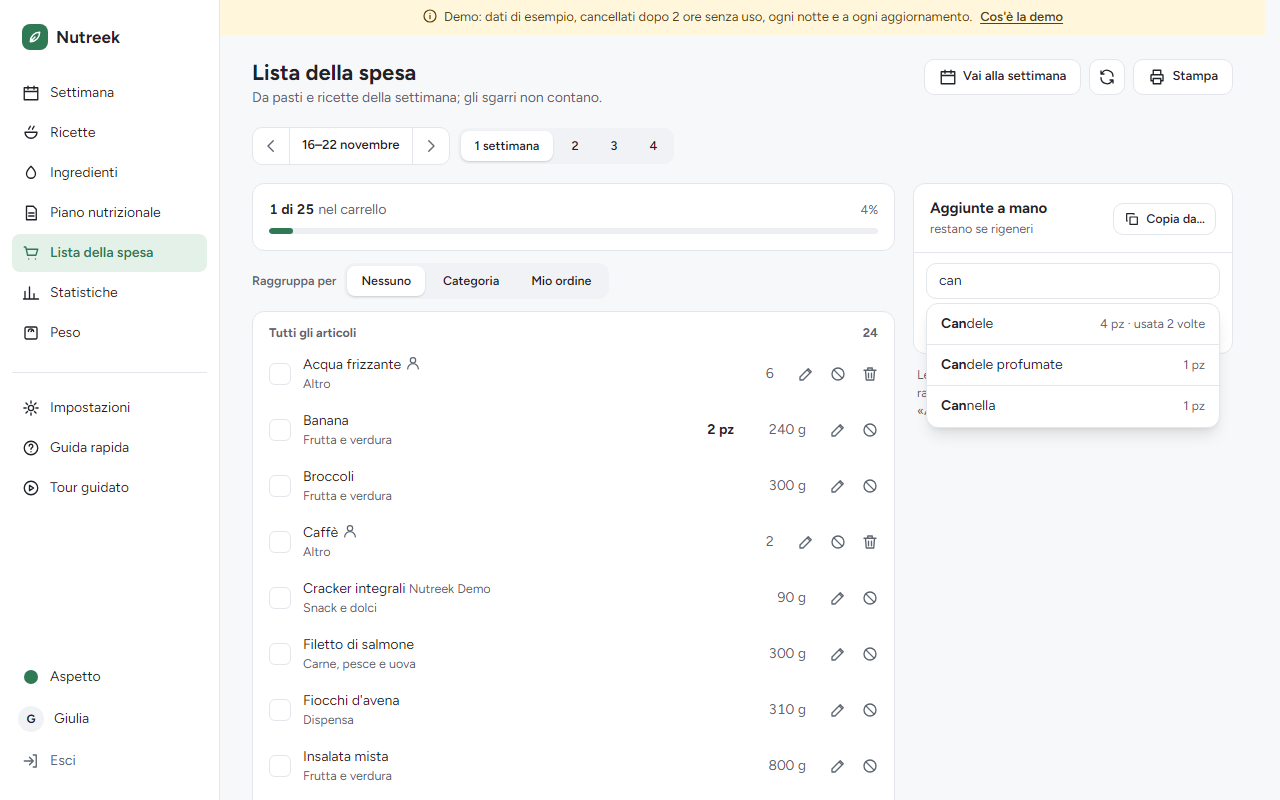 Nutreek
Settimana
Ricette
Ingredienti
Piano nutrizionale
Lista della spesa
Statistiche
Peso
Impostazioni
Guida rapida
Tour guidato
Aspetto
G Giulia
Esci
Demo: dati di esempio, cancellati dopo 2 ore senza uso, ogni notte e a ogni aggiornamento. Cos'è la demo
Lista della spesa
Da pasti e ricette della settimana; gli sgarri non contano.
Vai alla settimana
Stampa
16–22 novembre
1 settimana 2 3 4
1 di 25 nel carrello 4%
Raggruppa per Nessuno Categoria Mio ordine
Tutti gli articoli 24
Acqua frizzante 6
Altro
Banana 2 pz 240 g
Frutta e verdura
Broccoli 300 g
Frutta e verdura
Caffè 2
Altro
Cracker integrali Nutreek Demo 90 g
Snack e dolci
Filetto di salmone 300 g
Carne, pesce e uova
Fiocchi d'avena 310 g
Dispensa
Insalata mista 800 g
Frutta e verdura
Aggiunte a mano
restano se rigeneri
Copia da...
can
Candele 4 pz · usata 2 volte
Candele profumate 1 pz
Cannella 1 pz